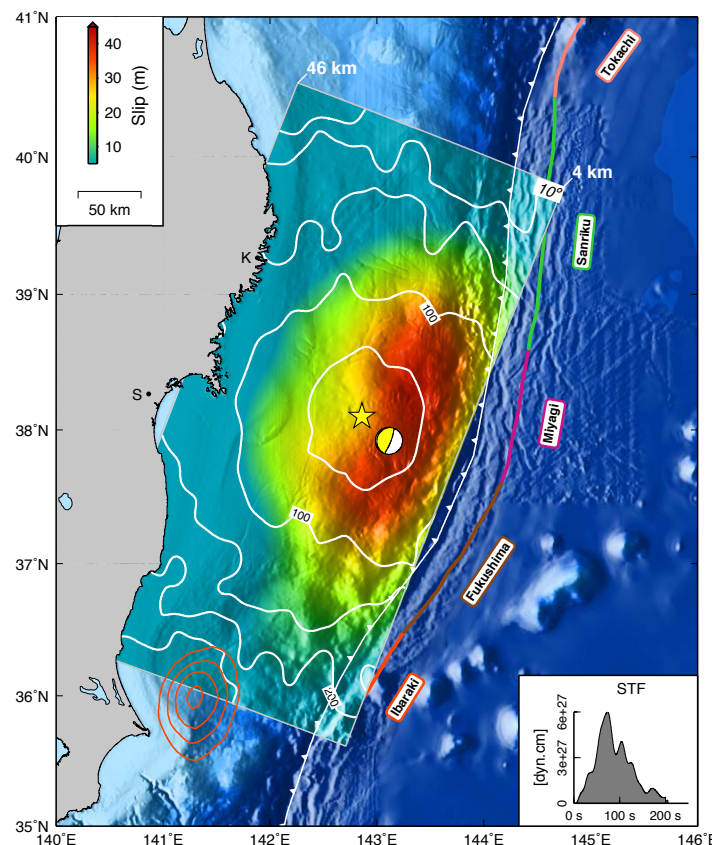 41°N
40
30
20
10
Slip (m)
50 km
46 km
Tokachi
40°N
4 km
10°
Sanriku
K
39°N
100
S
38°N
Miyagi
100
37°N
Fukushima
200
36°N
Ibaraki
STF
6e+27
3e+27
0
[dyn.cm]
0 s
100 s
200 s
35°N
140°E
141°E
142°E
143°E
144°E
145°E
146°E